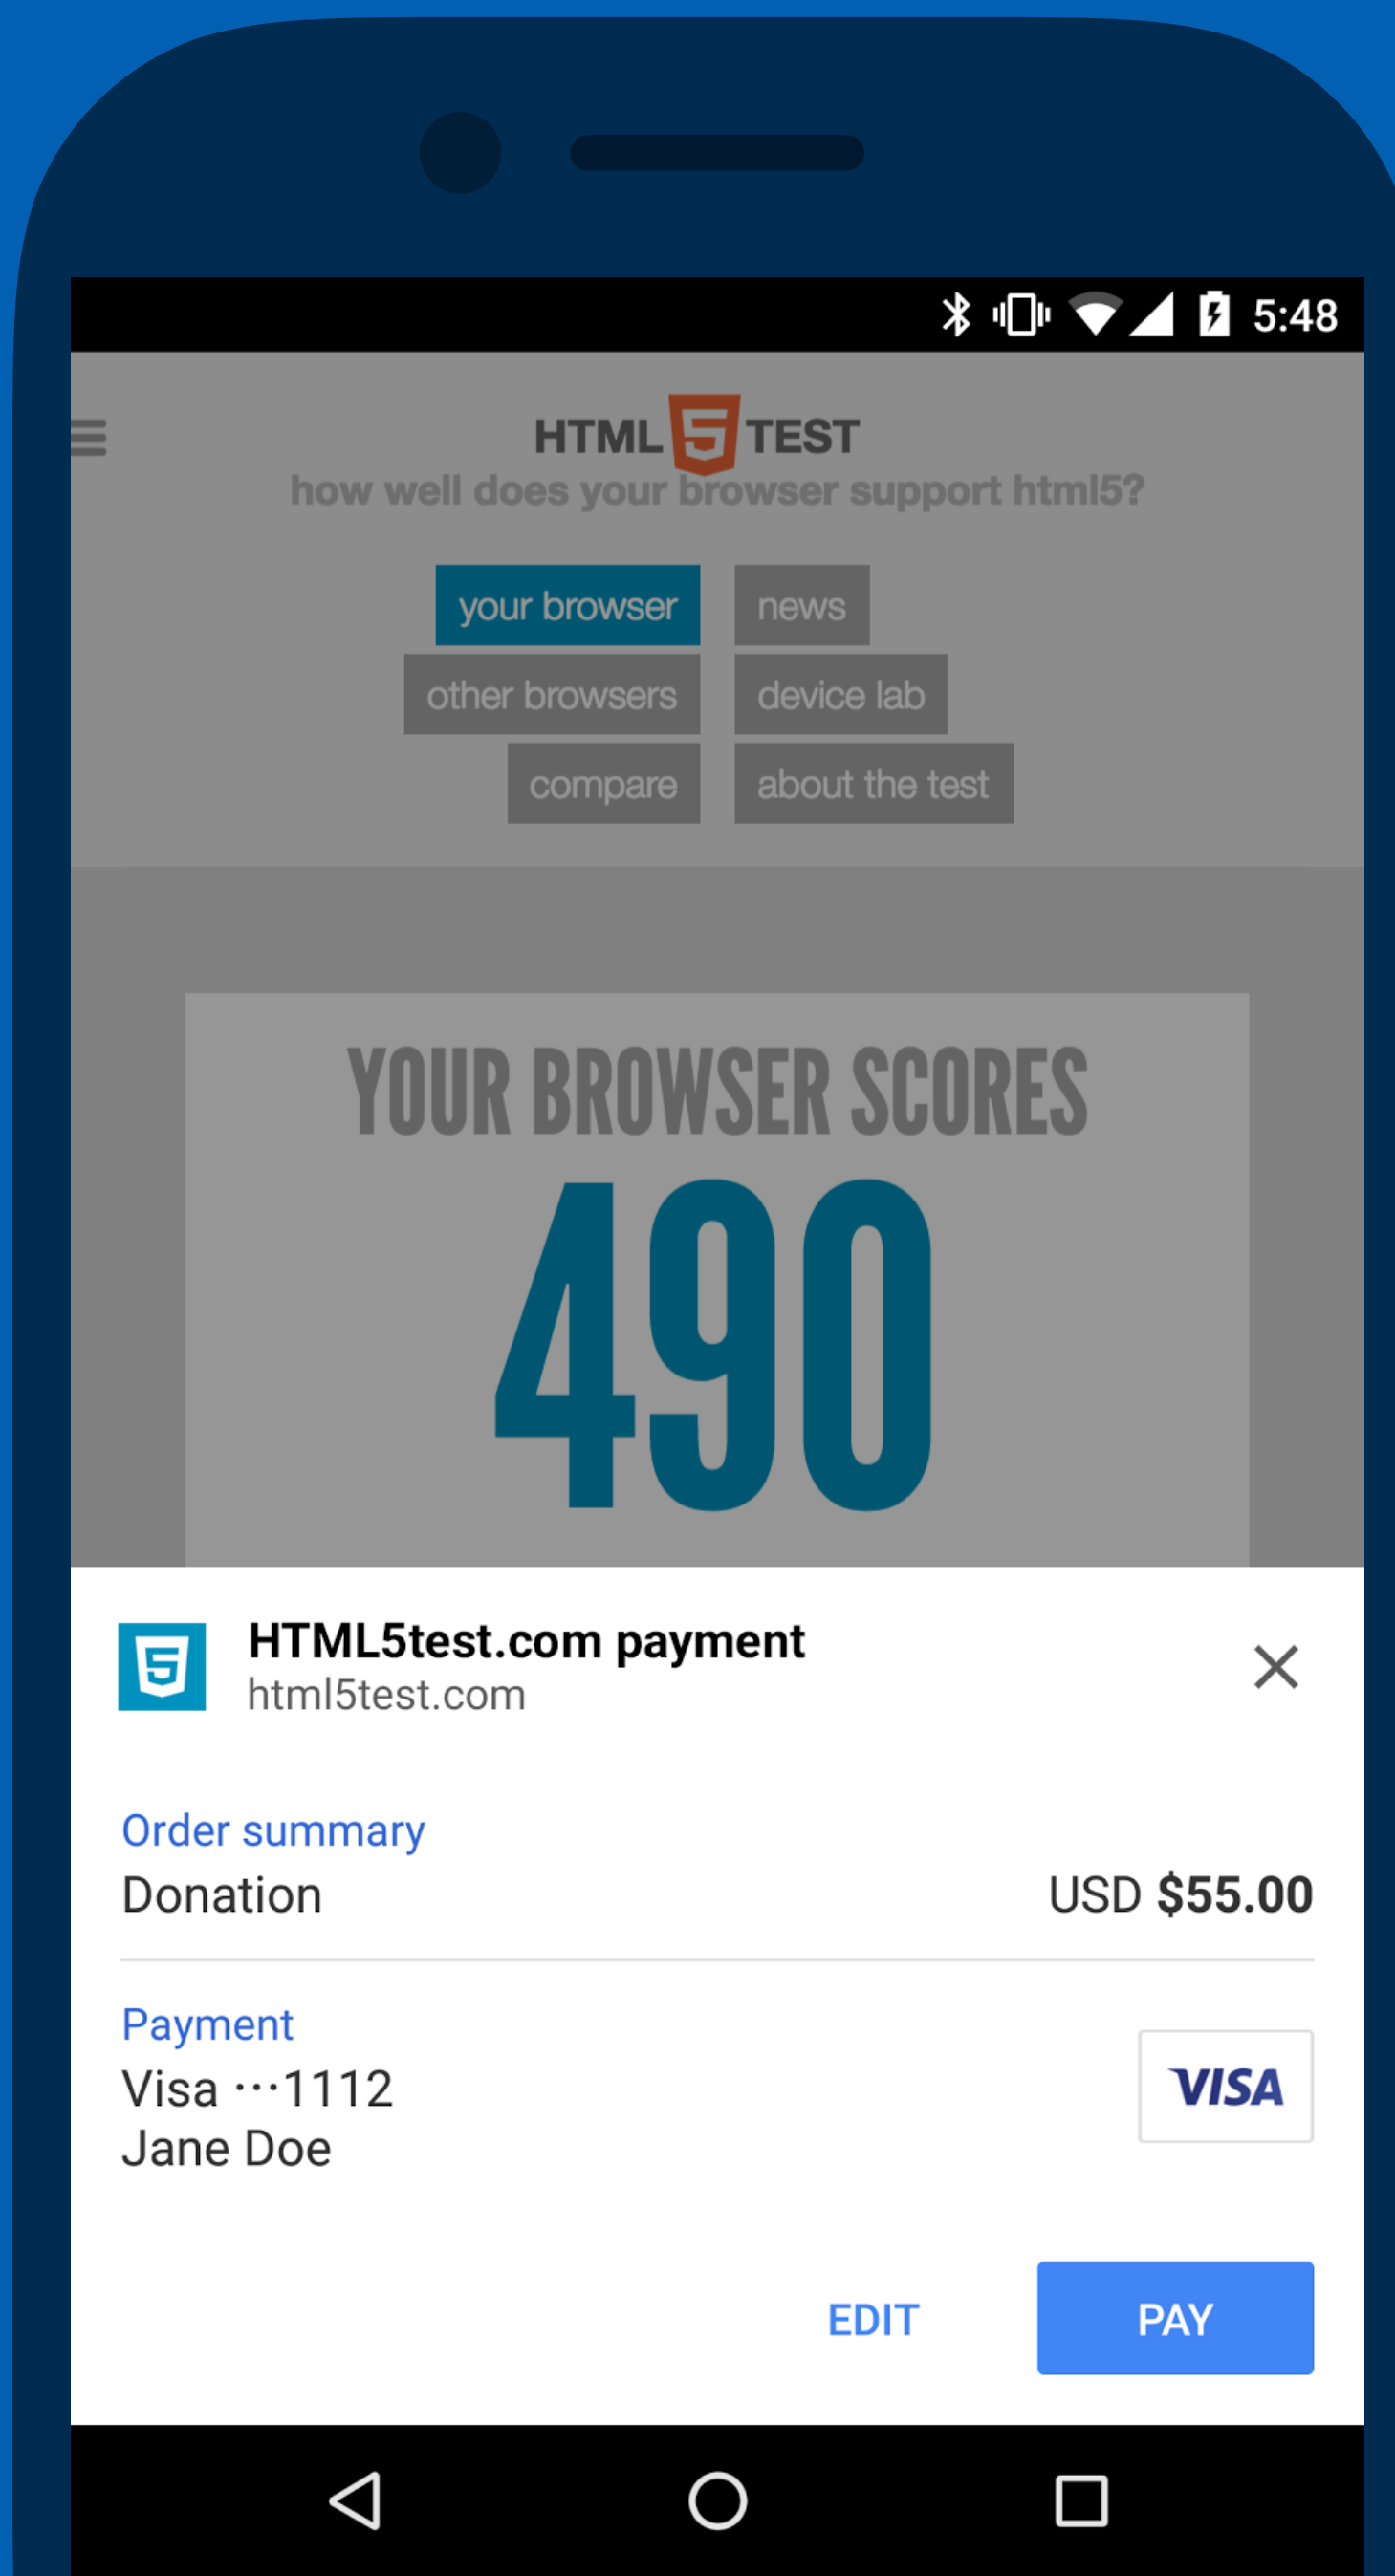 5:48
HTML 5 TEST
how well does your browser support html5?
your browser news
other browsers device lab
compare about the test
YOUR BROWSER SCORES
490
5 HTML5test.com payment
html5test.com
Order summary
Donation USD $55.00
Payment
Visa ···1112 VISA
Jane Doe
EDIT PAY